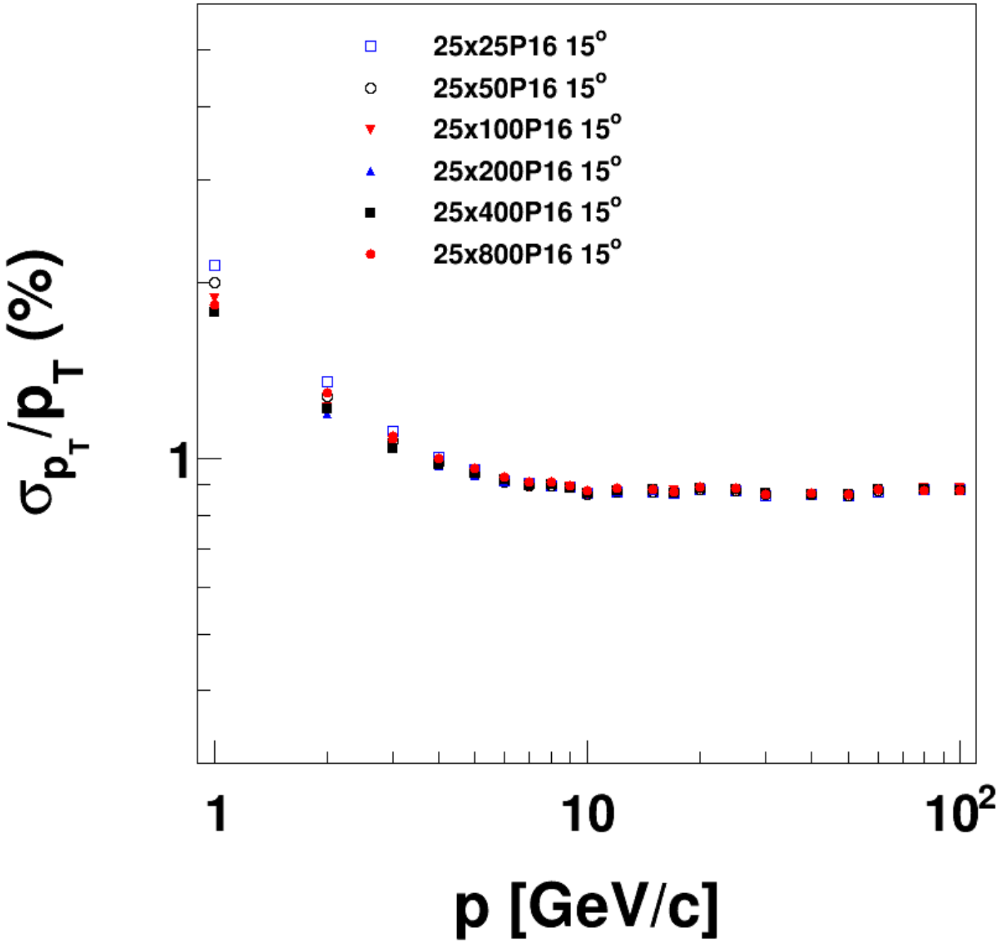 25x25P16 15°
25x50P16 15°
25x100P16 15°
25x200P16 15°
25x400P16 15°
25x800P16 15°
σpT/pT (%)
1
1 10 10²
p [GeV/c]